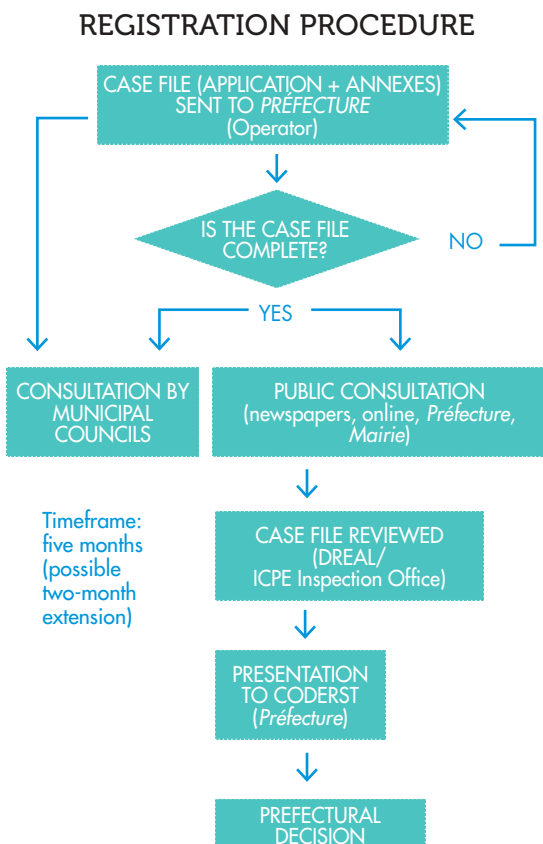 REGISTRATION PROCEDURE
CASE FILE (APPLICATION + ANNEXES)
SENT TO PRÉFECTURE
(Operator)
IS THE CASE FILE
COMPLETE?
NO
YES
CONSULTATION BY
MUNICIPAL
COUNCILS
PUBLIC CONSULTATION
(newspapers, online, Préfecture,
Mairie)
Timeframe:
five months
(possible
two-month
extension)
CASE FILE REVIEWED
(DREAL/
ICPE Inspection Office)
PRESENTATION
TO CODERST
(Préfecture)
PREFECTURAL
DECISION